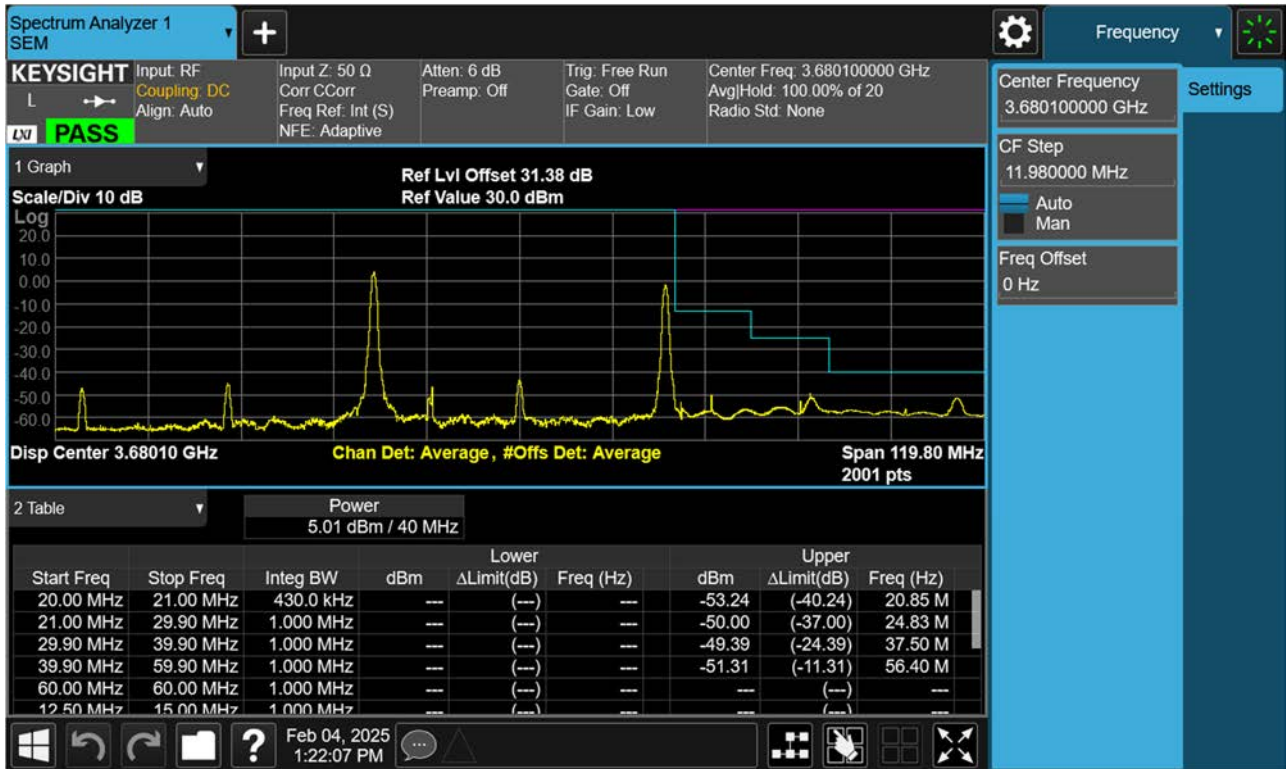 Spectrum Analyzer 1
SEM
Frequency
KEYSIGHT
L
LXI
PASS
Input: RF
Coupling: DC
Align: Auto
Input Z: 50 Ω
Corr CCorr
Freq Ref: Int (S)
NFE: Adaptive
Atten: 6 dB
Preamp: Off
Trig: Free Run
Gate: Off
IF Gain: Low
Center Freq: 3.680100000 GHz
Avg|Hold: 100.00% of 20
Radio Std: None
Center Frequency
3.680100000 GHz
Settings
CF Step
11.980000 MHz
Auto
Man
Freq Offset
0 Hz
1 Graph
Scale/Div 10 dB
Ref Lvl Offset 31.38 dB
Ref Value 30.0 dBm
Log
20.0
10.0
0.00
-10.0
-20.0
-30.0
-40.0
-50.0
-60.0
Disp Center 3.68010 GHz
Chan Det: Average, #Offs Det: Average
Span 119.80 MHz
2001 pts
2 Table
Power
5.01 dBm / 40 MHz
Lower Upper
Start Freq Stop Freq Integ BW dBm ΔLimit(dB) Freq (Hz) dBm ΔLimit(dB) Freq (Hz)
20.00 MHz 21.00 MHz 430.0 kHz --- (---) --- -53.24 (-40.24) 20.85 M
21.00 MHz 29.90 MHz 1.000 MHz --- (---) --- -50.00 (-37.00) 24.83 M
29.90 MHz 39.90 MHz 1.000 MHz --- (---) --- -49.39 (-24.39) 37.50 M
39.90 MHz 59.90 MHz 1.000 MHz --- (---) --- -51.31 (-11.31) 56.40 M
60.00 MHz 60.00 MHz 1.000 MHz --- (---) --- --- (---) ---
12.50 MHz 15.00 MHz 1.000 MHz --- (---) --- --- (---) ---
?
Feb 04, 2025
1:22:07 PM